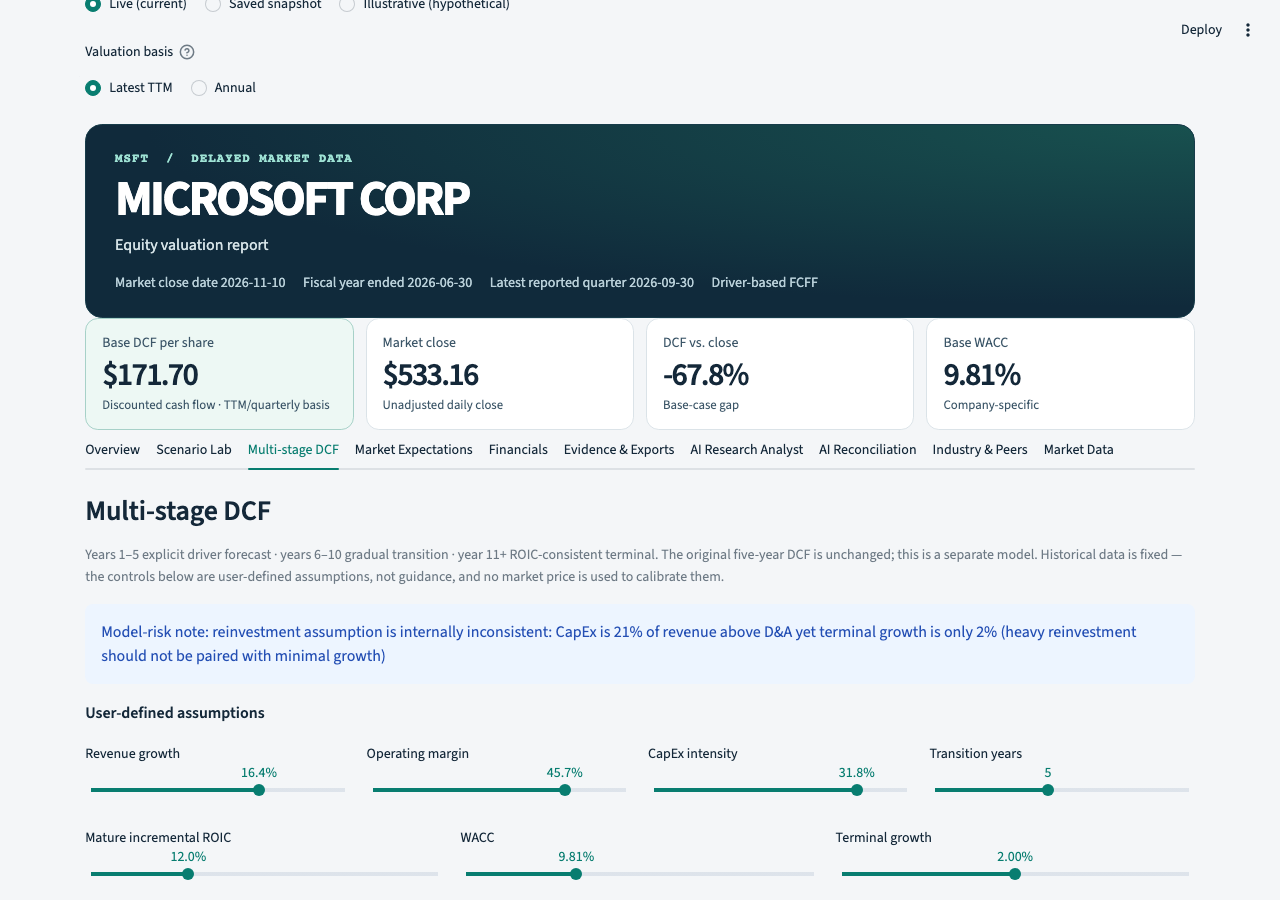 Live (current) Saved snapshot Illustrative (hypothetical)
Deploy
Valuation basis
Latest TTM Annual
MSFT / DELAYED MARKET DATA
MICROSOFT CORP
Equity valuation report
Market close date 2026-11-10 Fiscal year ended 2026-06-30 Latest reported quarter 2026-09-30 Driver-based FCFF
Base DCF per share
$171.70
Discounted cash flow · TTM/quarterly basis
Market close
$533.16
Unadjusted daily close
DCF vs. close
-67.8%
Base-case gap
Base WACC
9.81%
Company-specific
Overview Scenario Lab Multi-stage DCF Market Expectations Financials Evidence & Exports AI Research Analyst AI Reconciliation Industry & Peers Market Data
Multi-stage DCF
Years 1–5 explicit driver forecast · years 6–10 gradual transition · year 11+ ROIC-consistent terminal. The original five-year DCF is unchanged; this is a separate model. Historical data is fixed —
the controls below are user-defined assumptions, not guidance, and no market price is used to calibrate them.
Model-risk note: reinvestment assumption is internally inconsistent: CapEx is 21% of revenue above D&A yet terminal growth is only 2% (heavy reinvestment
should not be paired with minimal growth)
User-defined assumptions
Revenue growth
16.4%
Operating margin
45.7%
CapEx intensity
31.8%
Transition years
5
Mature incremental ROIC
12.0%
WACC
9.81%
Terminal growth
2.00%